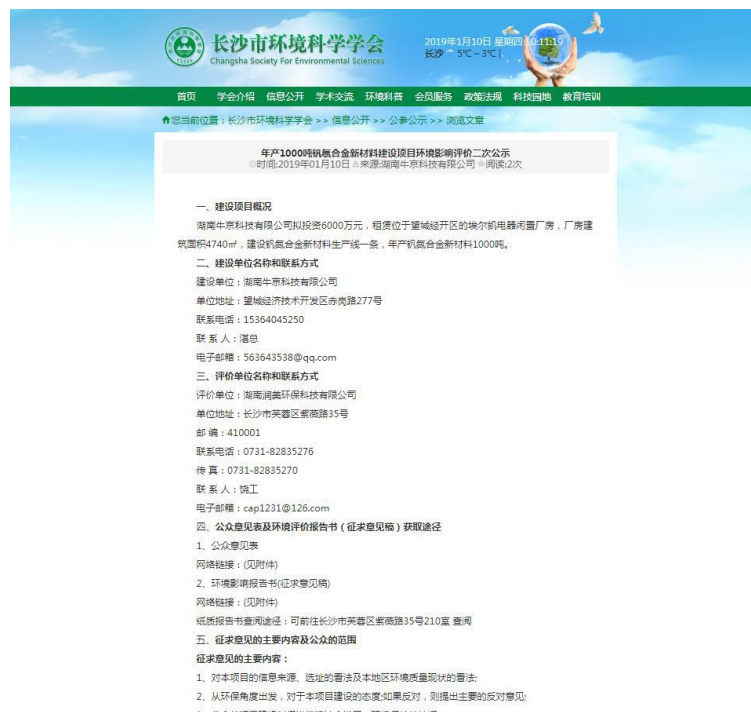 长沙市环境科学学会
Changsha Society For Environmental Sciences
2019年1月10日 星期四 10:11:19
长沙 ~ 5℃~3℃
首页 学会介绍 信息公开 学术交流 环境科普 会员服务 政策法规 科技园地 教育培训
您当前位置：长沙市环境科学学会 >> 信息公开 >> 公参公示 >> 浏览文章
年产1000吨钒氮合金新材料建设项目环境影响评价二次公示
时间:2019年01月10日 来源:湖南牛京科技有限公司 阅读:2次
一、建设项目概况
湖南牛京科技有限公司拟投资6000万元，租赁位于望城经开区的埃尔凯电器闲置厂房，厂房建
筑面积4740㎡，建设钒氮合金新材料生产线一条，年产钒氮合金新材料1000吨。
二、建设单位名称和联系方式
建设单位：湖南牛京科技有限公司
单位地址：望城经济技术开发区赤岗路277号
联系电话：15364045250
联 系 人：湛总
电子邮箱：563643538@qq.com
三、评价单位名称和联系方式
评价单位：湖南润美环保科技有限公司
单位地址：长沙市芙蓉区紫薇路35号
邮 编：410001
联系电话：0731-82835276
传 真：0731-82835270
联 系 人：饶工
电子邮箱：cap1231@126.com
四、公众意见表及环境评价报告书（征求意见稿）获取途径
1、公众意见表
网络链接：(见附件)
2、环境影响报告书(征求意见稿)
网络链接：(见附件)
纸质报告书查阅途径：可前往长沙市芙蓉区紫薇路35号210室 查阅
五、征求意见的主要内容及公众的范围
征求意见的主要内容：
1、对本项目的信息来源、选址的看法及本地区环境质量现状的看法;
2、从环保角度出发，对于本项目建设的态度;如果反对，则提出主要的反对意见;